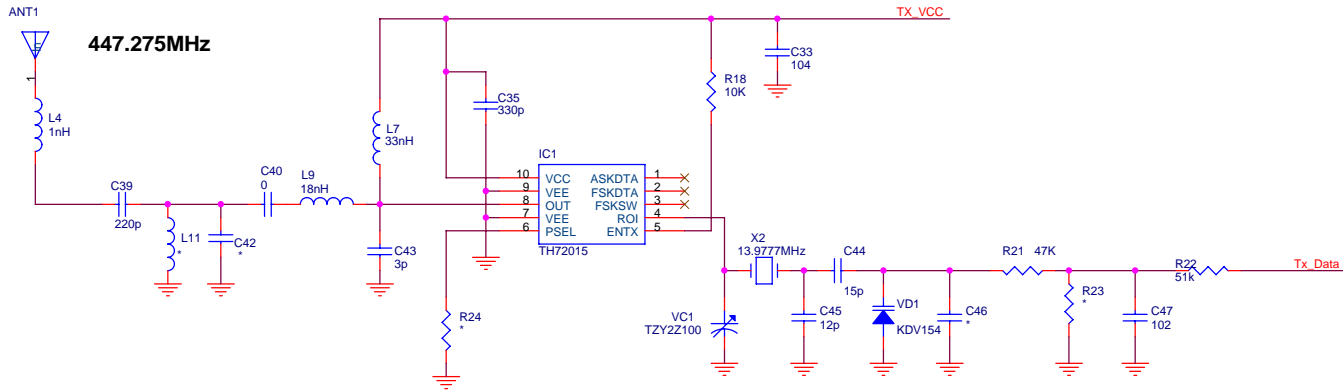 ANT1
TX_VCC
447.275MHz
Ant
1
C33
104
R18
10K
C35
330p
L4
1nH
L7
33nH
IC1
10 VCC ASKDTA 1
9 VEE FSKDTA 2
8 OUT FSKSW 3
7 VEE ROI 4
6 PSEL ENTX 5
TH72015
C40
0
L9
18nH
C39
220p
L11
*
C42
*
C43
3p
X2
13.9777MHz
C44
15p
R21 47K
R22
51k
Tx_Data
R24
*
VC1
TZY2Z100
C45
12p
VD1
KDV154
C46
*
R23
*
C47
102